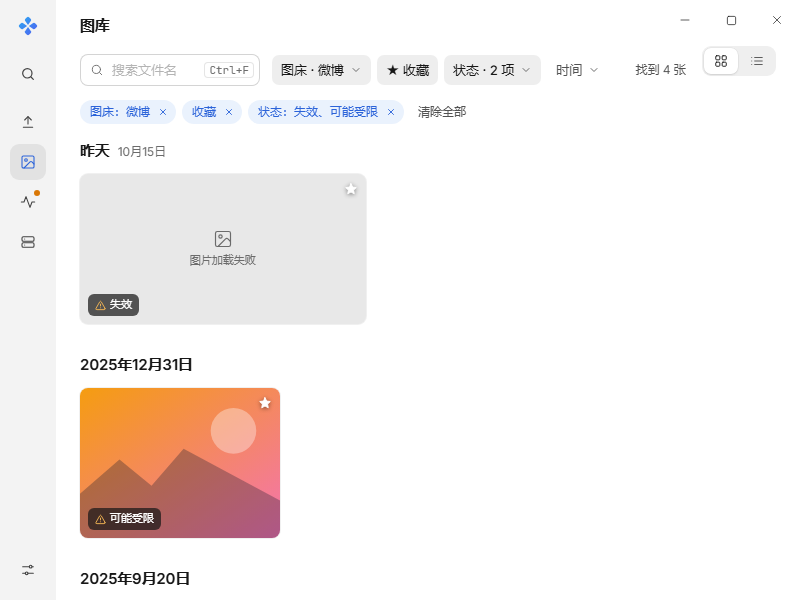 图库
搜索文件名 Ctrl+F 图床 · 微博 ★ 收藏 状态 · 2 项 时间 找到 4 张
图床：微博 × 收藏 × 状态：失效、可能受限 × 清除全部
昨天 10月15日
图片加载失败
失效
2025年12月31日
可能受限
2025年9月20日